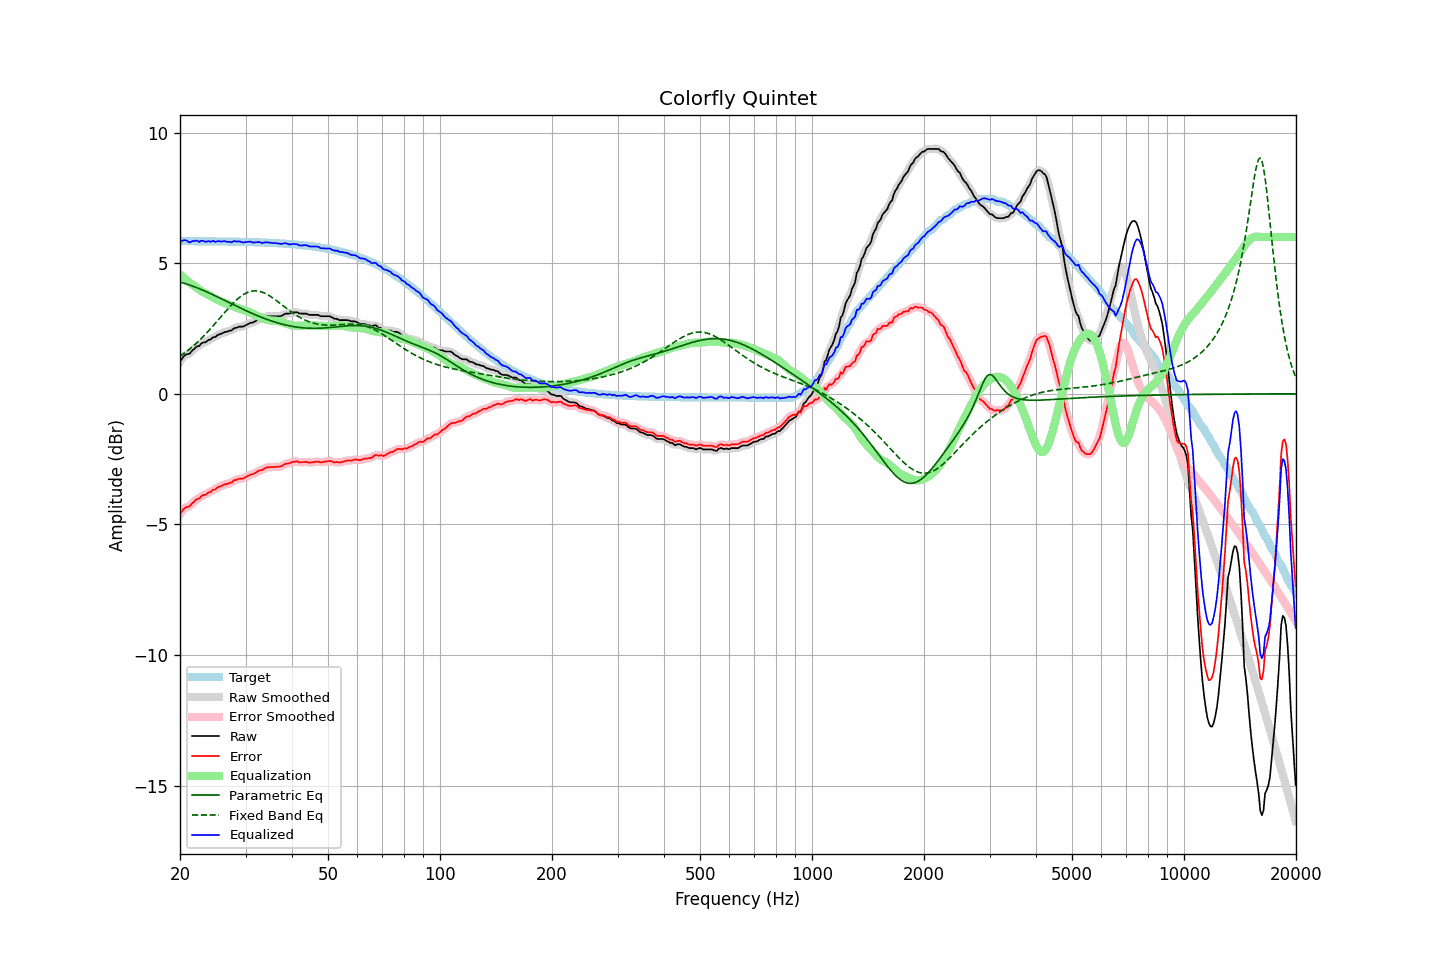 Colorfly Quintet
Amplitude (dBr)
10
5
0
−5
−10
−15
Target
Raw Smoothed
Error Smoothed
Raw
Error
Equalization
Parametric Eq
Fixed Band Eq
Equalized
20 50 100 200 500 1000 2000 5000 10000 20000
Frequency (Hz)